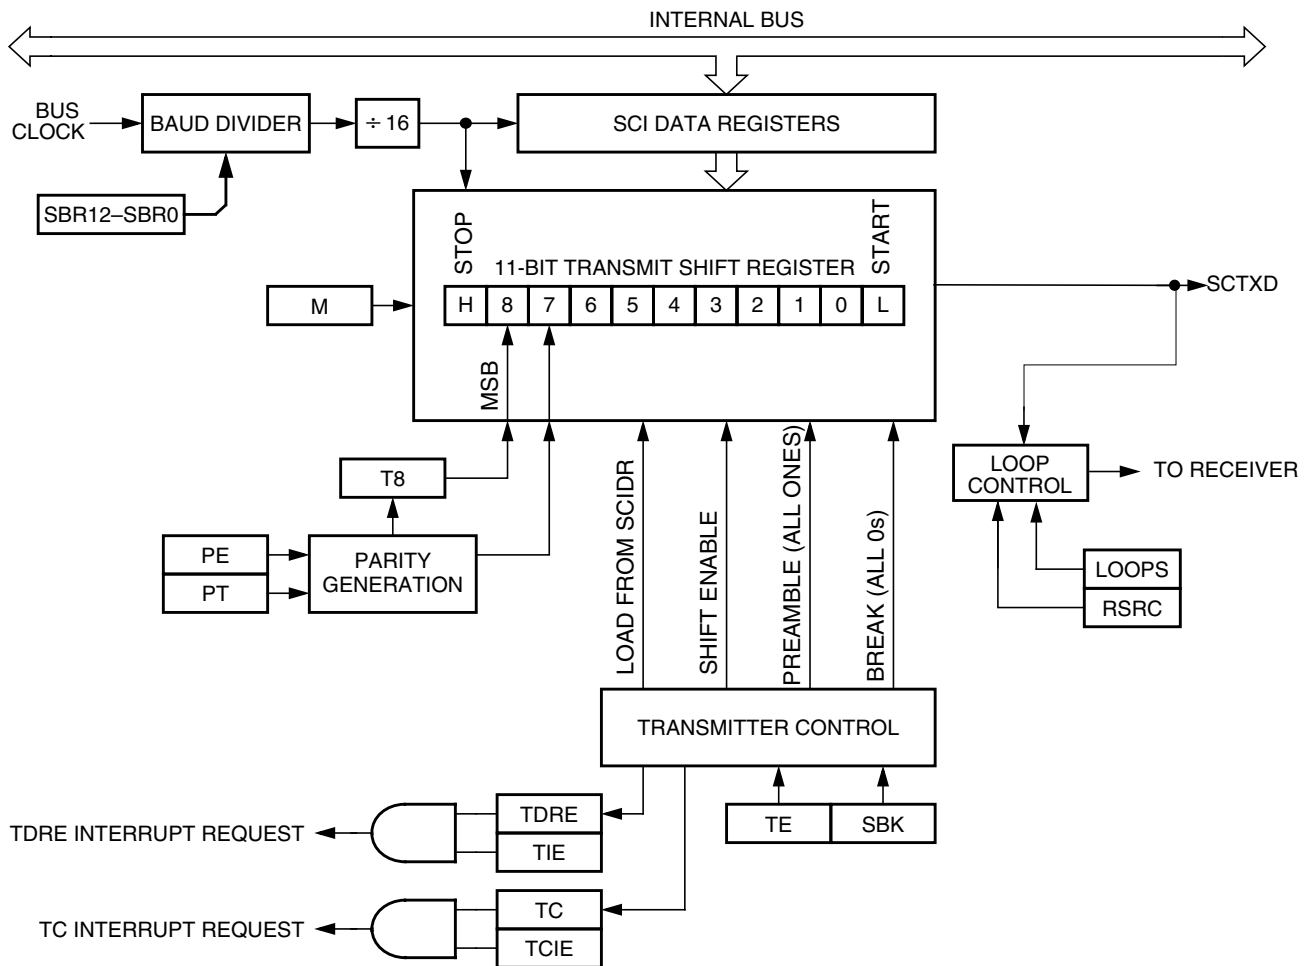 INTERNAL BUS
BUS
CLOCK
BAUD DIVIDER
÷ 16
SCI DATA REGISTERS
SBR12–SBR0
STOP
START
11-BIT TRANSMIT SHIFT REGISTER
H 8 7 6 5 4 3 2 1 0 L
M
SCTXD
MSB
T8
PE
PT
PARITY
GENERATION
LOAD FROM SCIDR
SHIFT ENABLE
PREAMBLE (ALL ONES)
BREAK (ALL 0s)
LOOP
CONTROL
TO RECEIVER
LOOPS
RSRC
TRANSMITTER CONTROL
TE
SBK
TDRE INTERRUPT REQUEST
TDRE
TIE
TC INTERRUPT REQUEST
TC
TCIE